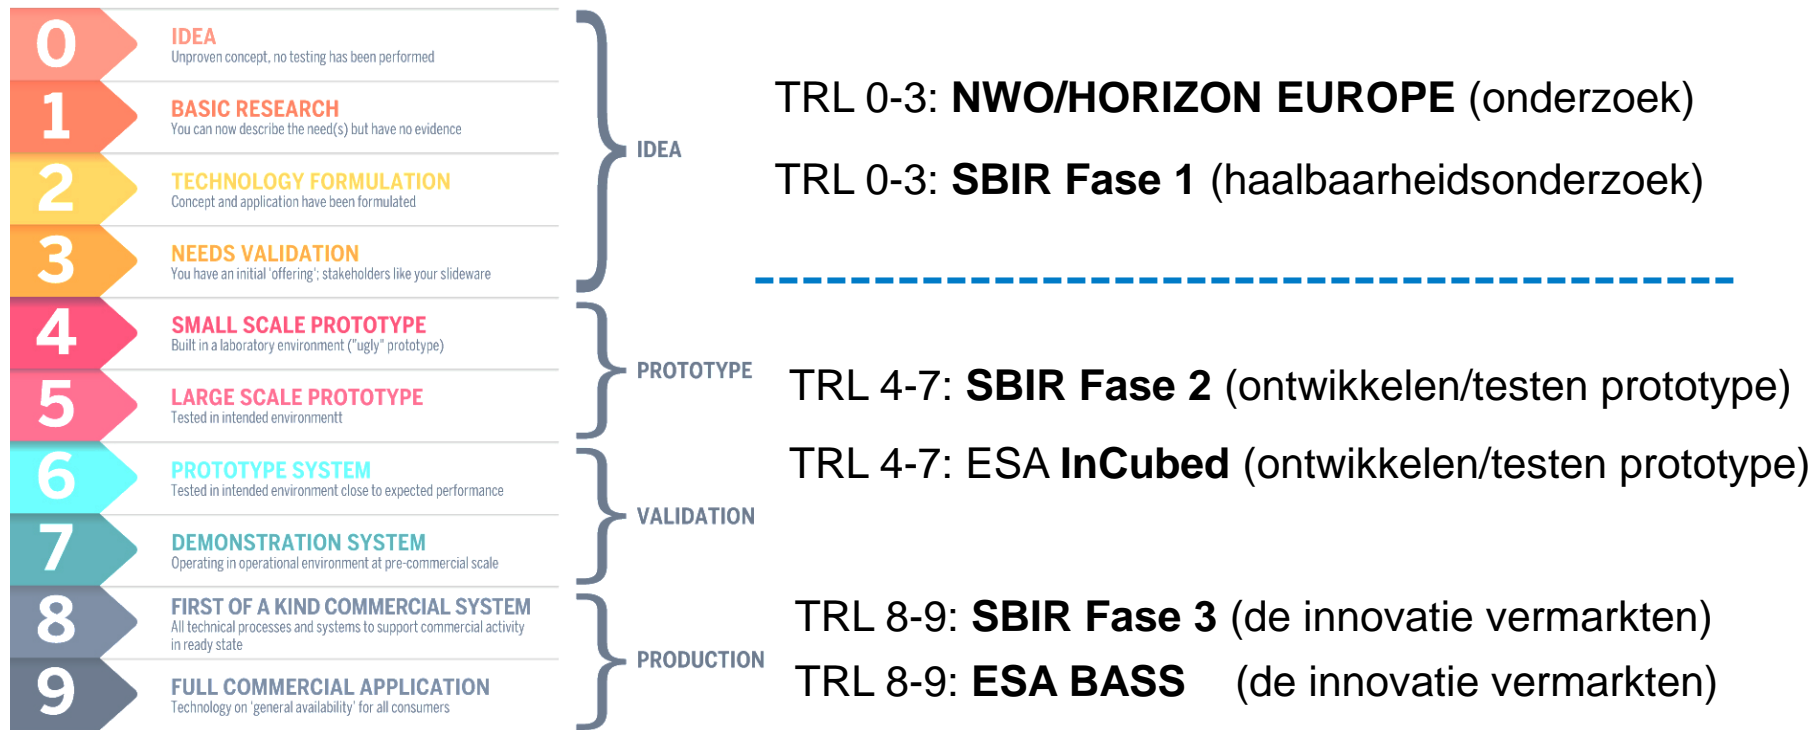 0
IDEA
Unproven concept, no testing has been performed
1
BASIC RESEARCH
You can now describe the need(s) but have no evidence
2
TECHNOLOGY FORMULATION
Concept and application have been formulated
3
NEEDS VALIDATION
You have an initial 'offering'; stakeholders like your slideware
IDEA
4
SMALL SCALE PROTOTYPE
Built in a laboratory environment ("ugly" prototype)
5
LARGE SCALE PROTOTYPE
Tested in intended environmentt
PROTOTYPE
6
PROTOTYPE SYSTEM
Tested in intended environment close to expected performance
7
DEMONSTRATION SYSTEM
Operating in operational environment at pre-commercial scale
VALIDATION
8
FIRST OF A KIND COMMERCIAL SYSTEM
All technical processes and systems to support commercial activity
in ready state
9
FULL COMMERCIAL APPLICATION
Technology on 'general availability' for all consumers
PRODUCTION
TRL 0-3: NWO/HORIZON EUROPE (onderzoek)
TRL 0-3: SBIR Fase 1 (haalbaarheidsonderzoek)
TRL 4-7: SBIR Fase 2 (ontwikkelen/testen prototype)
TRL 4-7: ESA InCubed (ontwikkelen/testen prototype)
TRL 8-9: SBIR Fase 3 (de innovatie vermarkten)
TRL 8-9: ESA BASS (de innovatie vermarkten)